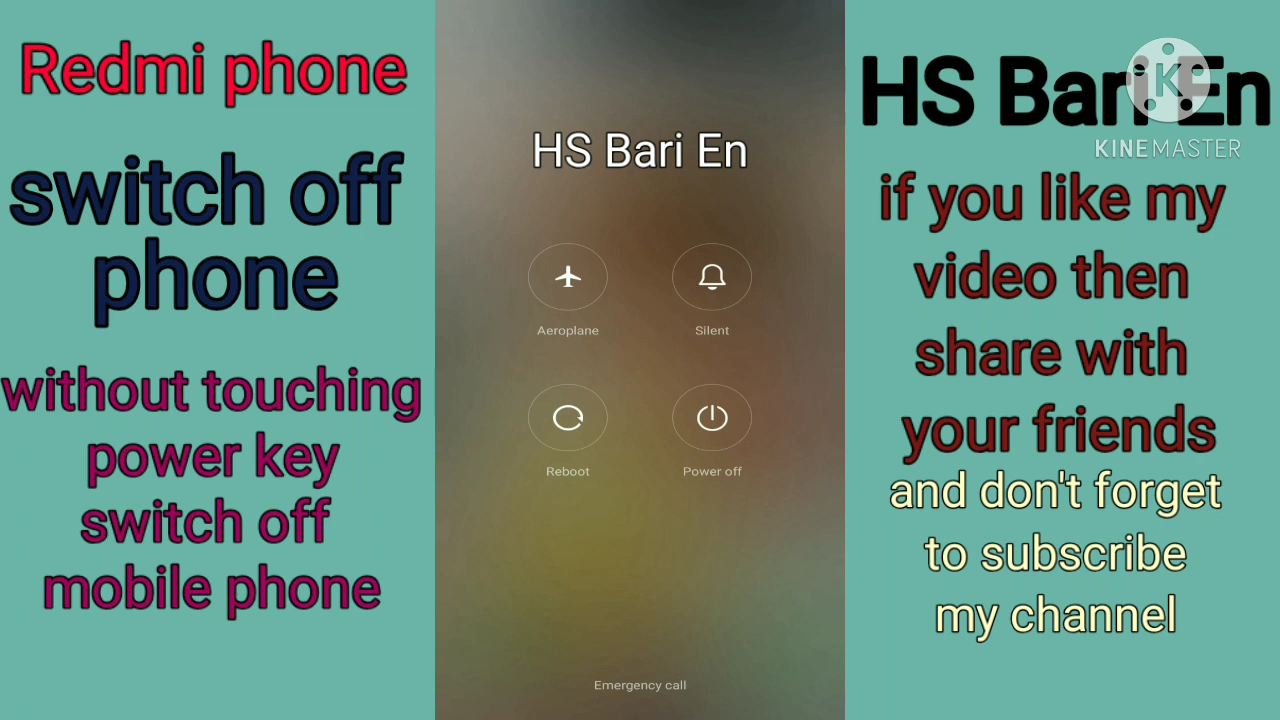 Redmi phone
switch off
phone
without touching
power key
switch off
mobile phone
HS Bari En
Aeroplane
Silent
Reboot
Power off
Emergency call
HS Bari En
K
KINEMASTER
if you like my
video then
share with
your friends
and don't forget
to subscribe
my channel